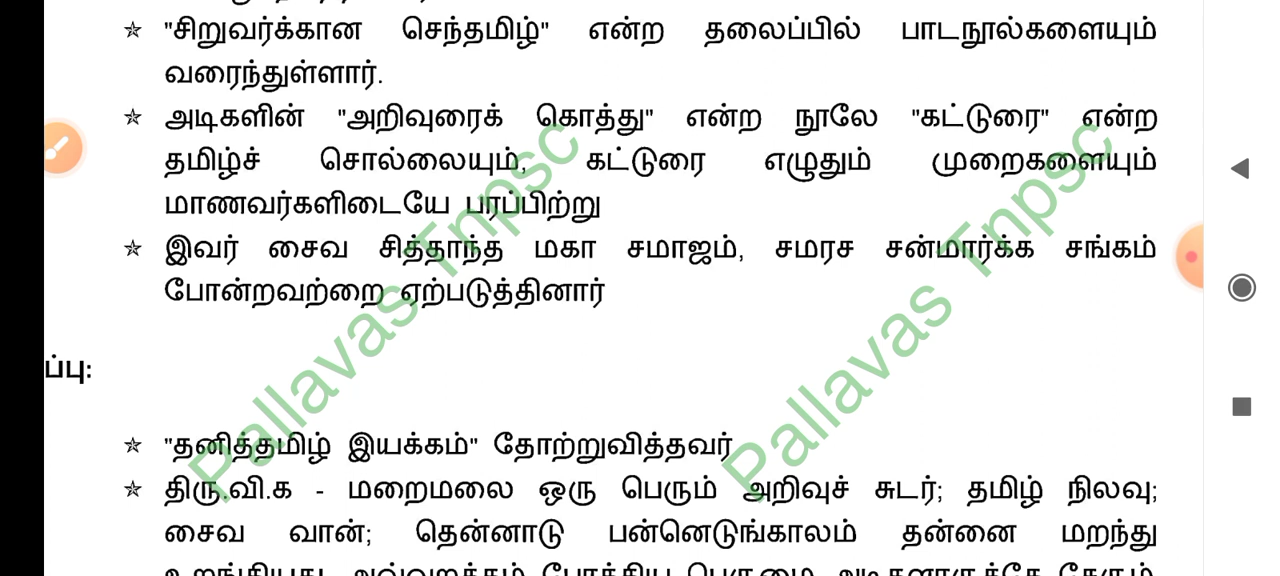 "சிறுவர்க்கான செந்தமிழ்" என்ற தலைப்பில் பாடநூல்களையும்
வரைந்துள்ளார்.
அடிகளின் "அறிவுரைக் கொத்து" என்ற நூலே "கட்டுரை" என்ற
தமிழ்ச் சொல்லையும், கட்டுரை எழுதும் முறைகளையும்
மாணவர்களிடையே பரப்பிற்று
இவர் சைவ சித்தாந்த மகா சமாஜம், சமரச சன்மார்க்க சங்கம்
போன்றவற்றை ஏற்படுத்தினார்
ப்பு:
"தனித்தமிழ் இயக்கம்" தோற்றுவித்தவர்
திரு.வி.க - மறைமலை ஒரு பெரும் அறிவுச் சுடர்; தமிழ் நிலவு;
சைவ வான்; தென்னாடு பன்னெடுங்காலம் தன்னை மறந்து
Pallavas Tnpsc
Pallavas Tnpsc